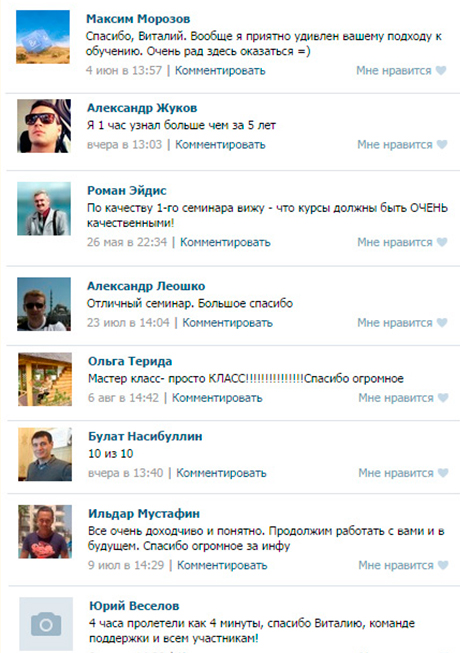 Максим Морозов
Спасибо, Виталий. Вообще я приятно удивлен вашему подходу к
обучению. Очень рад здесь оказаться =)
4 июн в 13:57 | Комментировать Мне нравится
Александр Жуков
Я 1 час узнал больше чем за 5 лет
вчера в 13:03 | Комментировать Мне нравится
Роман Эйдис
По качеству 1-го семинара вижу - что курсы должны быть ОЧЕНЬ
качественными!
26 мая в 22:34 | Комментировать Мне нравится
Александр Леошко
Отличный семинар. Большое спасибо
23 июл в 14:04 | Комментировать Мне нравится
Ольга Терида
Мастер класс- просто КЛАСС!!!!!!!!!!!!!!!Спасибо огромное
6 авг в 14:42 | Комментировать Мне нравится
Булат Насибуллин
10 из 10
вчера в 13:40 | Комментировать Мне нравится
Ильдар Мустафин
Все очень доходчиво и понятно. Продолжим работать с вами и в
будущем. Спасибо огромное за инфу
9 июл в 14:29 | Комментировать Мне нравится
Юрий Веселов
4 часа пролетели как 4 минуты, спасибо Виталию, команде
поддержки и всем участникам!